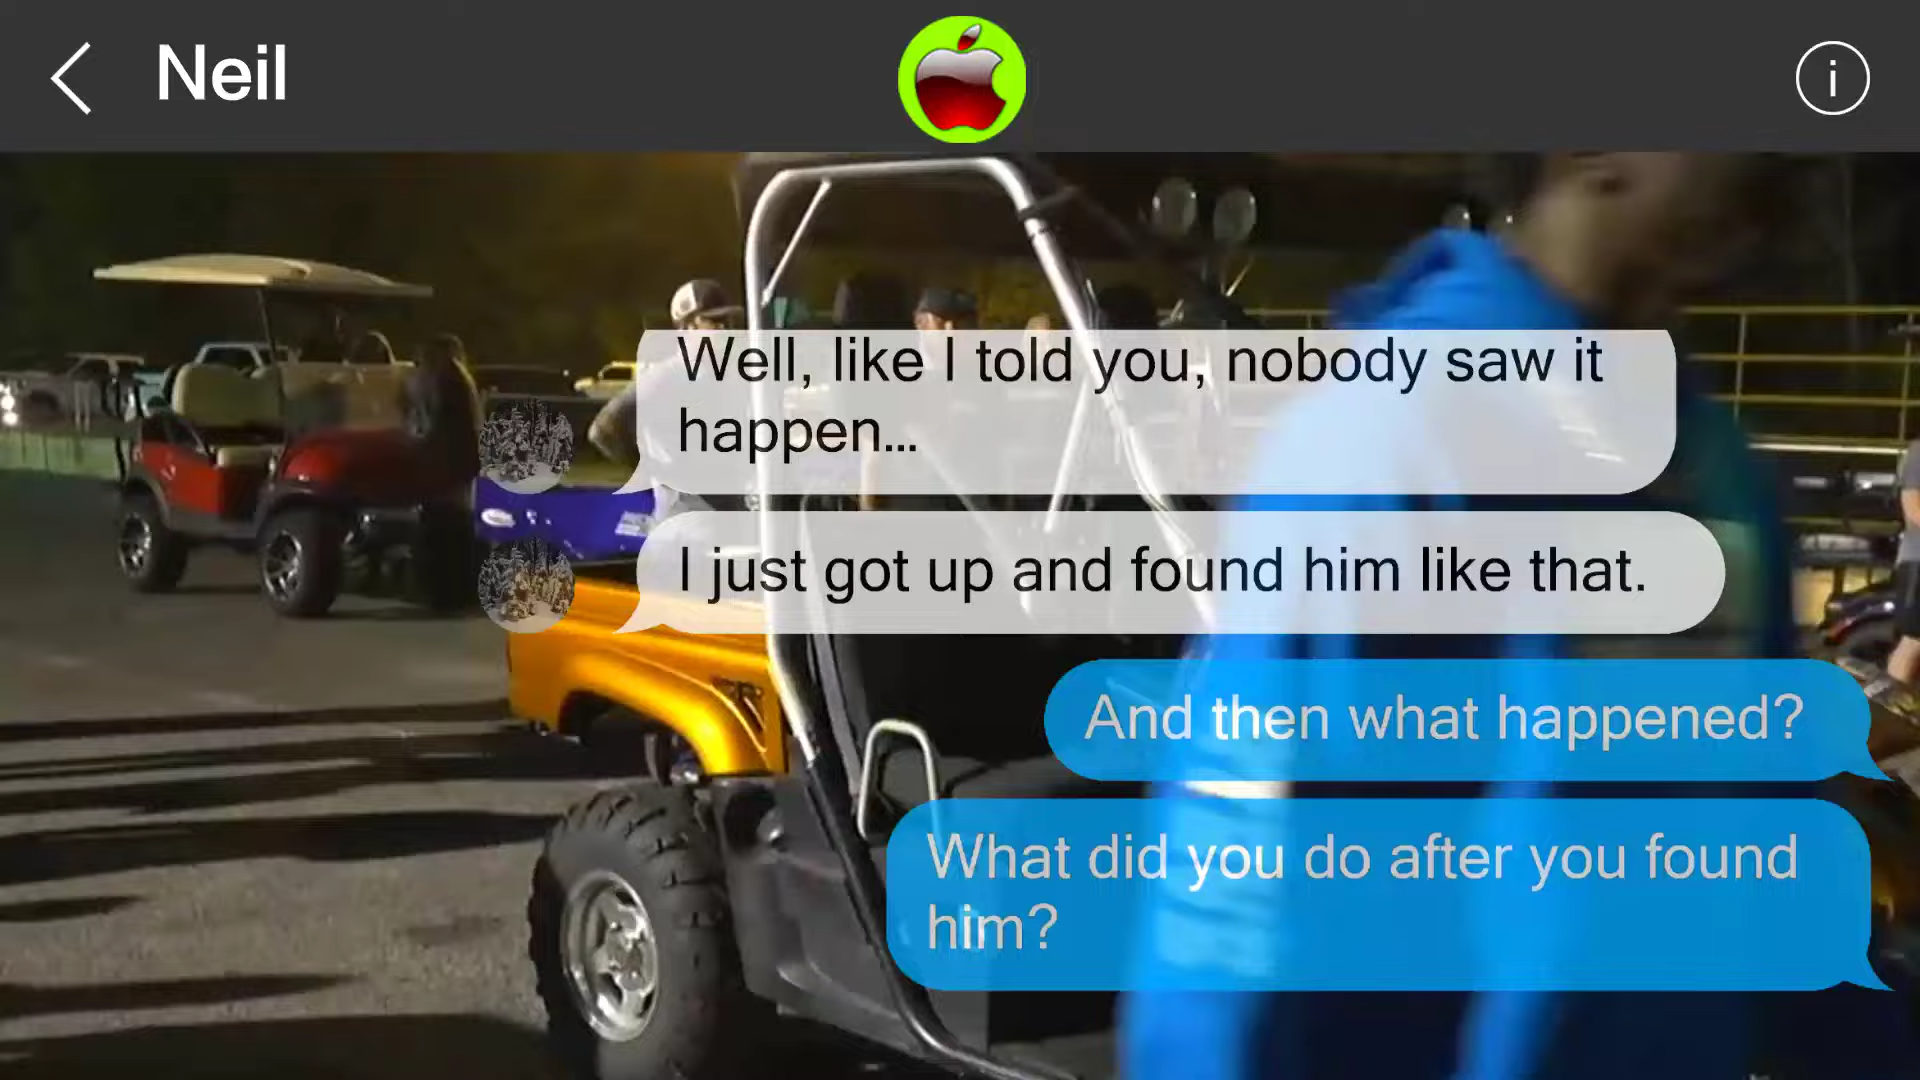 Neil
Well, like I told you, nobody saw it
happen...
I just got up and found him like that.
And then what happened?
What did you do after you found
him?